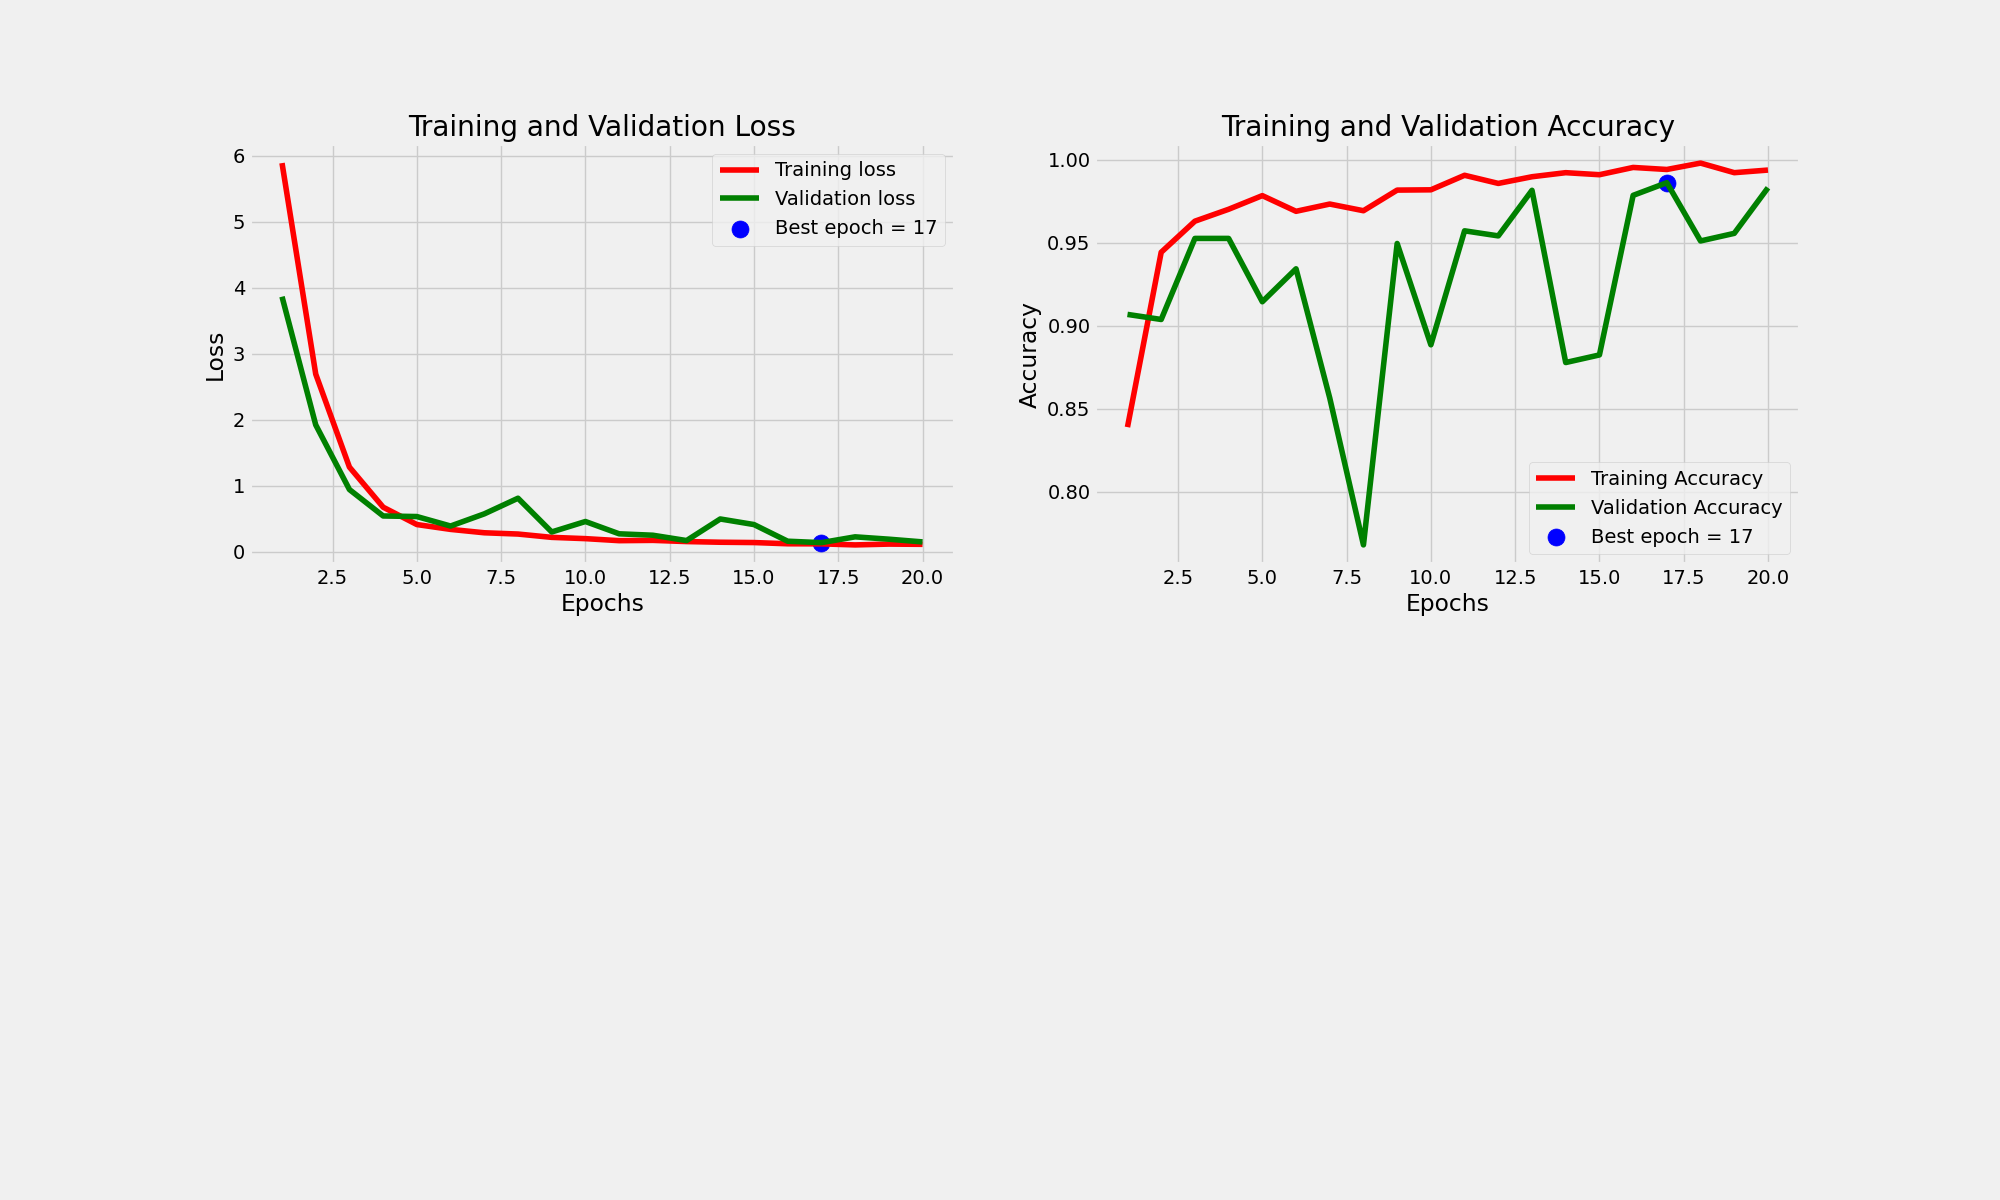 Training and Validation Loss
6
5
4
3
2
1
0
Loss
Training loss
Validation loss
Best epoch = 17
2.5 5.0 7.5 10.0 12.5 15.0 17.5 20.0
Epochs
Training and Validation Accuracy
1.00
0.95
0.90
0.85
0.80
Accuracy
Training Accuracy
Validation Accuracy
Best epoch = 17
2.5 5.0 7.5 10.0 12.5 15.0 17.5 20.0
Epochs